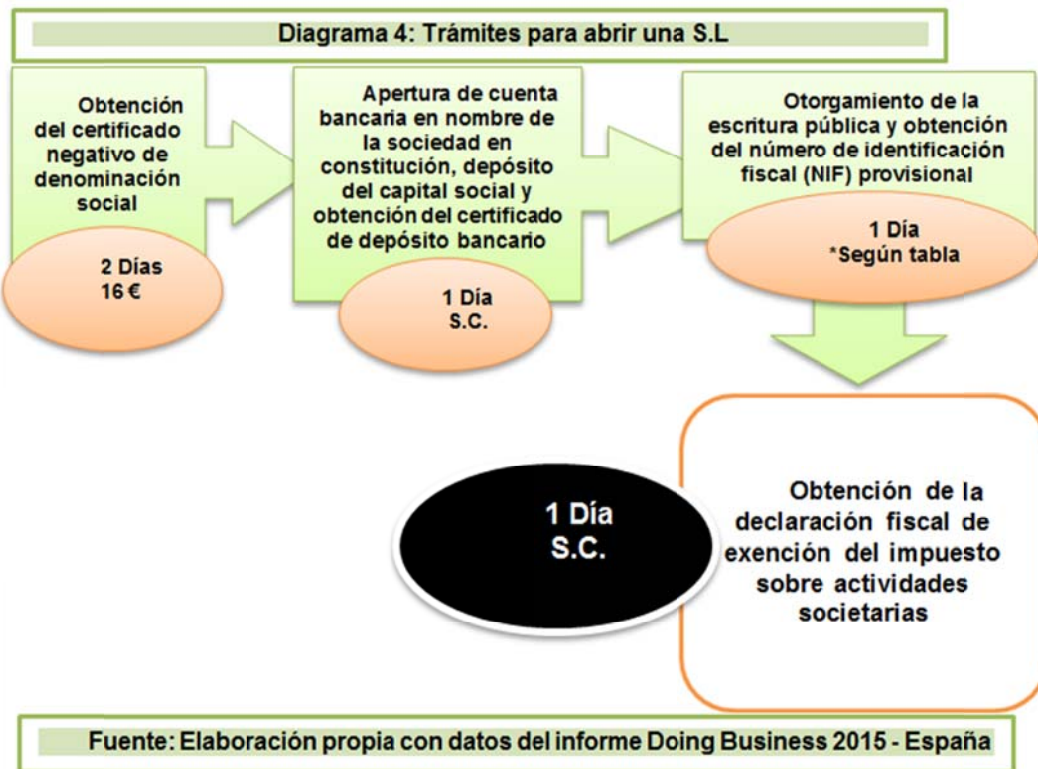 Diagrama 4: Trámites para abrir una S.L
Obtención
del certificado
negativo de
denominación
social
2 Días
16 €
Apertura de cuenta
bancaria en nombre de
la sociedad en
constitución, depósito
del capital social y
obtención del certificado
de depósito bancario
1 Día
S.C.
Otorgamiento de la
escritura pública y obtención
del número de identificación
fiscal (NIF) provisional
1 Día
*Según tabla
1 Día
S.C.
Obtención de la
declaración fiscal de
exención del impuesto
sobre actividades
societarias
Fuente: Elaboración propia con datos del informe Doing Business 2015 - España